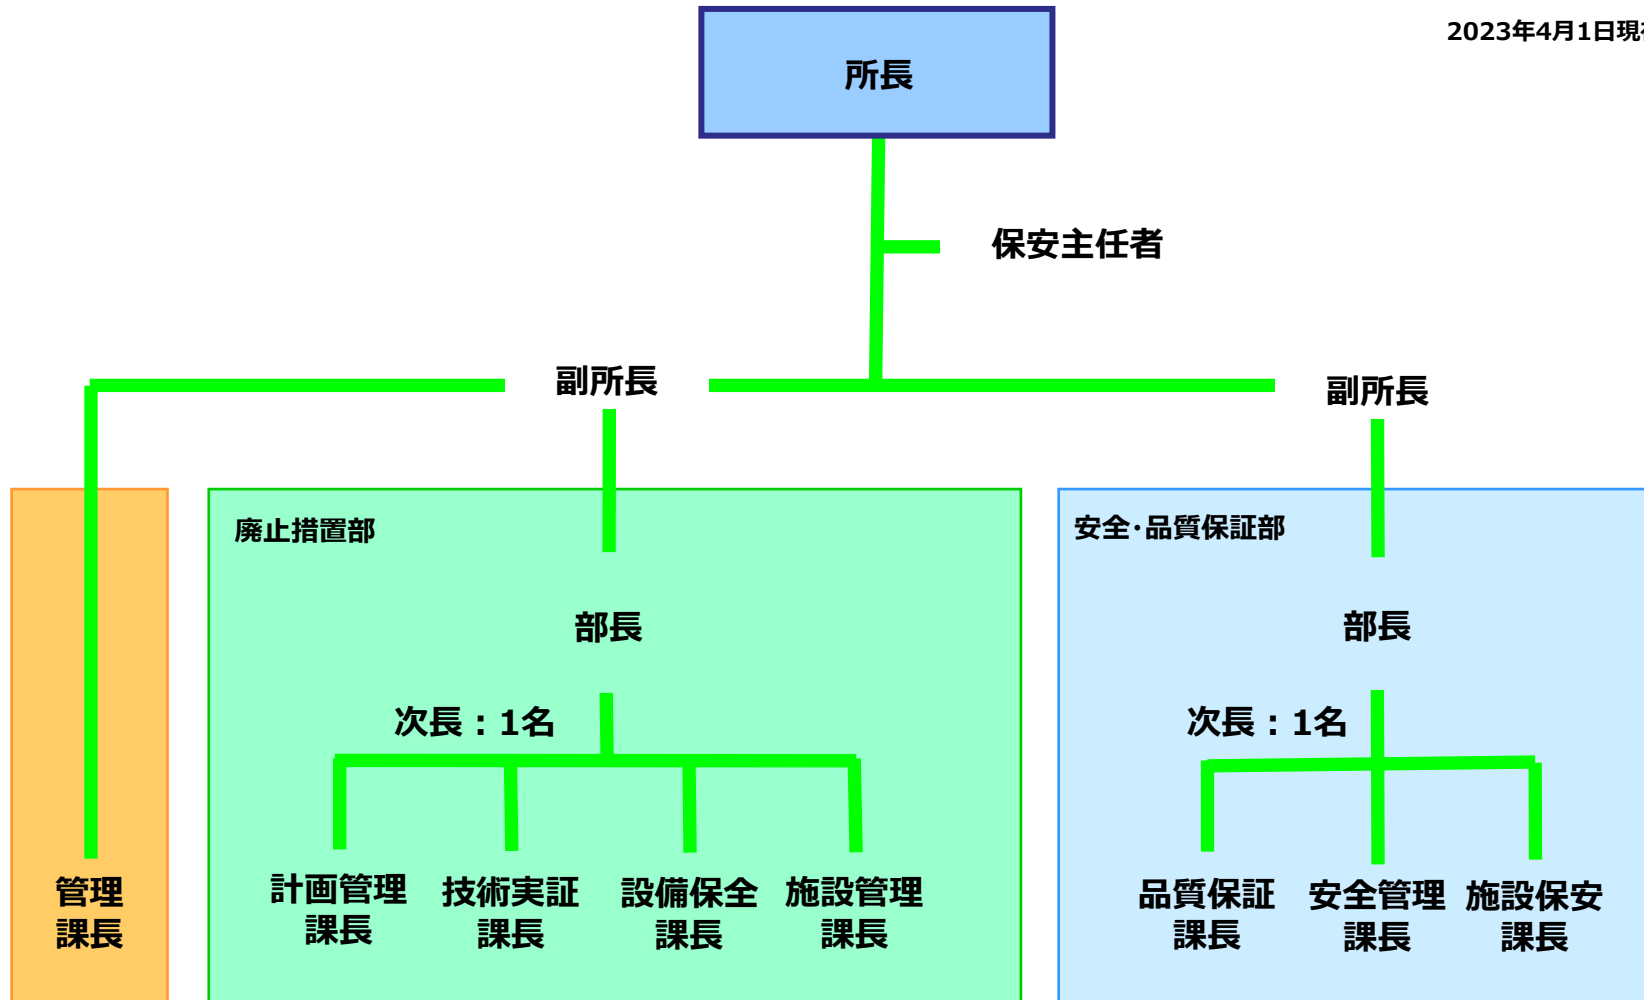 2023年4月1日現在
所長
保安主任者
副所長
副所長
廃止措置部
安全・品質保証部
部長
部長
次長：1名
次長：1名
管理
課長
計画管理
課長
技術実証
課長
設備保全
課長
施設管理
課長
品質保証
課長
安全管理
課長
施設保安
課長